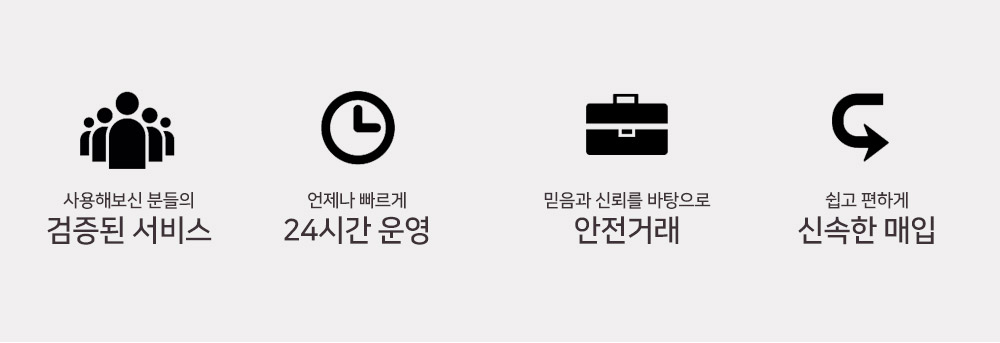 사용해보신 분들의
검증된 서비스
언제나 빠르게
24시간 운영
믿음과 신뢰를 바탕으로
안전거래
쉽고 편하게
신속한 매입